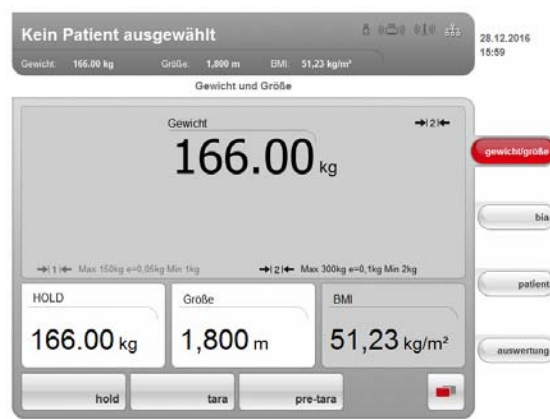 Kein Patient ausgewählt
28.12.2016
15:59
Gewicht: 166.00 kg Größe: 1,800 m BMI: 51,23 kg/m²
Gewicht und Größe
Gewicht
→|2|←
166.00 kg
gewicht/größe
bia
→|1|← Max 150kg e=0,05kg Min 1kg →|2|← Max 300kg e=0,1kg Min 2kg
patient
HOLD Größe BMI
166.00 kg 1,800 m 51,23 kg/m²
auswertung
hold tara pre-tara